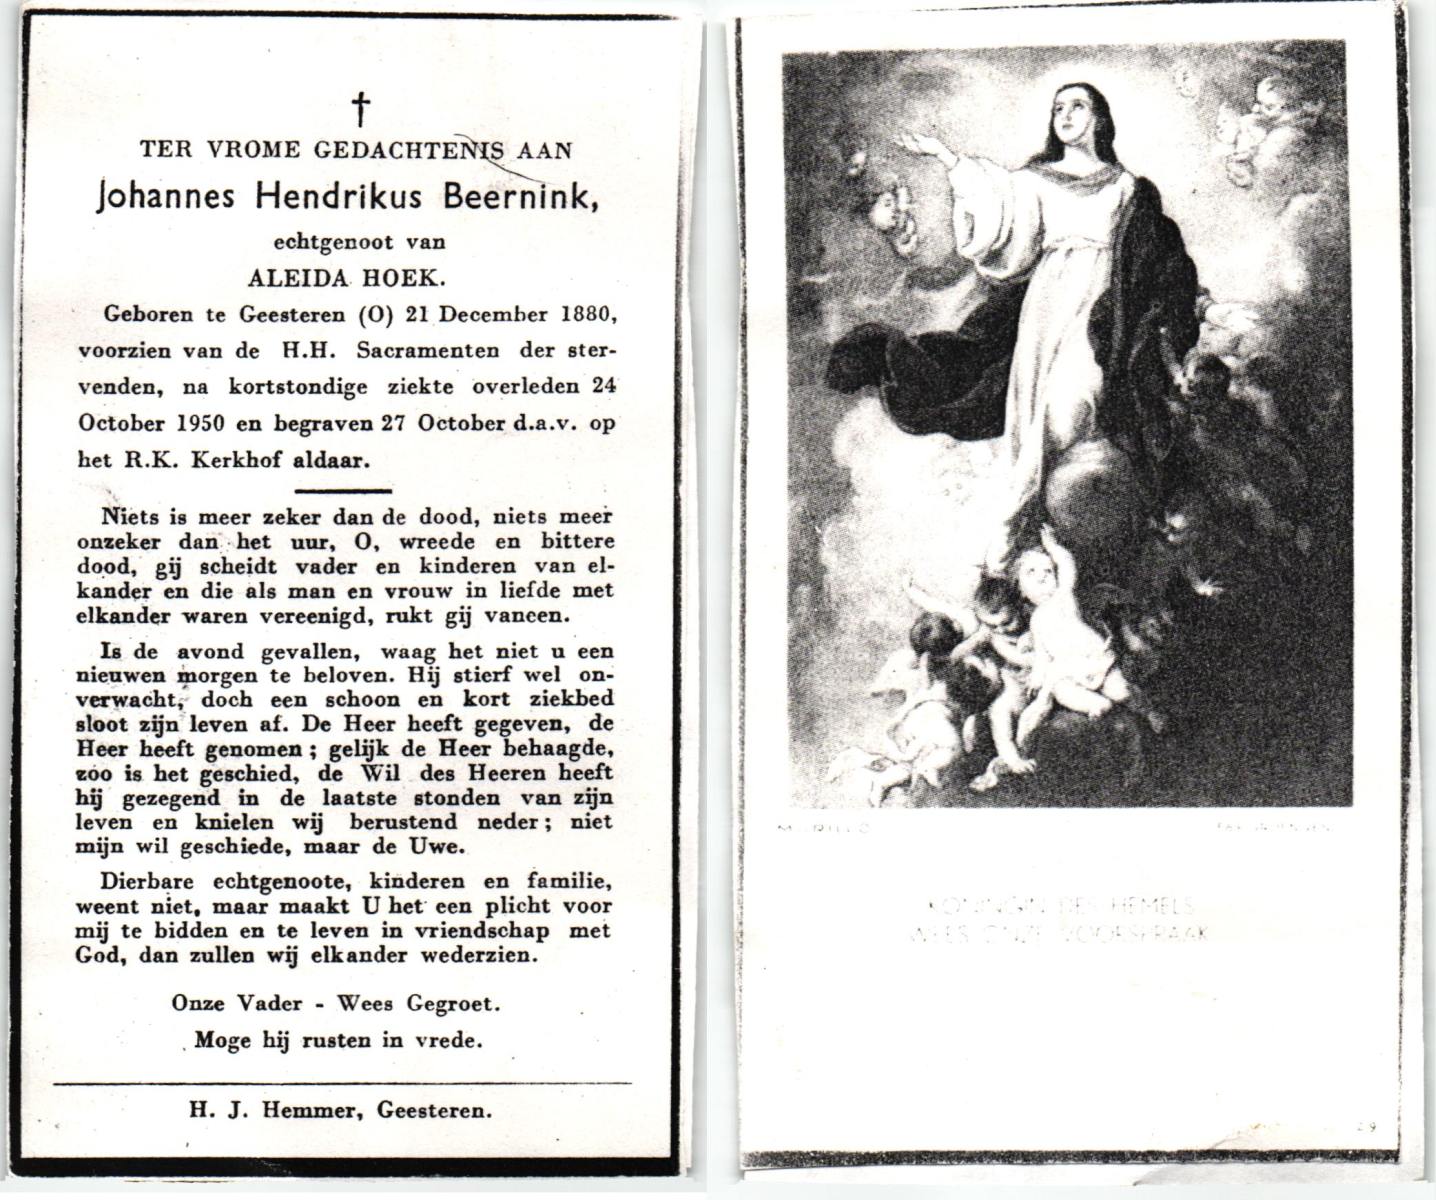 TER VROME GEDACHTENIS AAN
Johannes Hendrikus Beernink,
echtgenoot van
ALEIDA HOEK.
Geboren te Geesteren (O) 21 December 1880,
voorzien van de H.H. Sacramenten der ster-
venden, na kortstondige ziekte overleden 24
October 1950 en begraven 27 October d.a.v. op
het R.K. Kerkhof aldaar.
Niets is meer zeker dan de dood, niets meer
onzeker dan het uur, O, wreede en bittere
dood, gij scheidt vader en kinderen van el-
kander en die als man en vrouw in liefde met
elkander waren vereenigd, rukt gij vaneen.
Is de avond gevallen, waag het niet u een
nieuwen morgen te beloven. Hij stierf wel on-
verwacht, doch een schoon en kort ziekbed
sloot zijn leven af. De Heer heeft gegeven, de
Heer heeft genomen; gelijk de Heer behaagde,
zoo is het geschied, de Wil des Heeren heeft
hij gezegend in de laatste stonden van zijn
leven en knielen wij berustend neder; niet
mijn wil geschiede, maar de Uwe.
Dierbare echtgenoote, kinderen en familie,
weent niet, maar maakt U het een plicht voor
mij te bidden en te leven in vriendschap met
God, dan zullen wij elkander wederzien.
Onze Vader - Wees Gegroet.
Moge hij rusten in vrede.
H. J. Hemmer, Geesteren.
MURILLO
KONINGIN DES HEMELS
WEES ONZE VOORSPRAAK